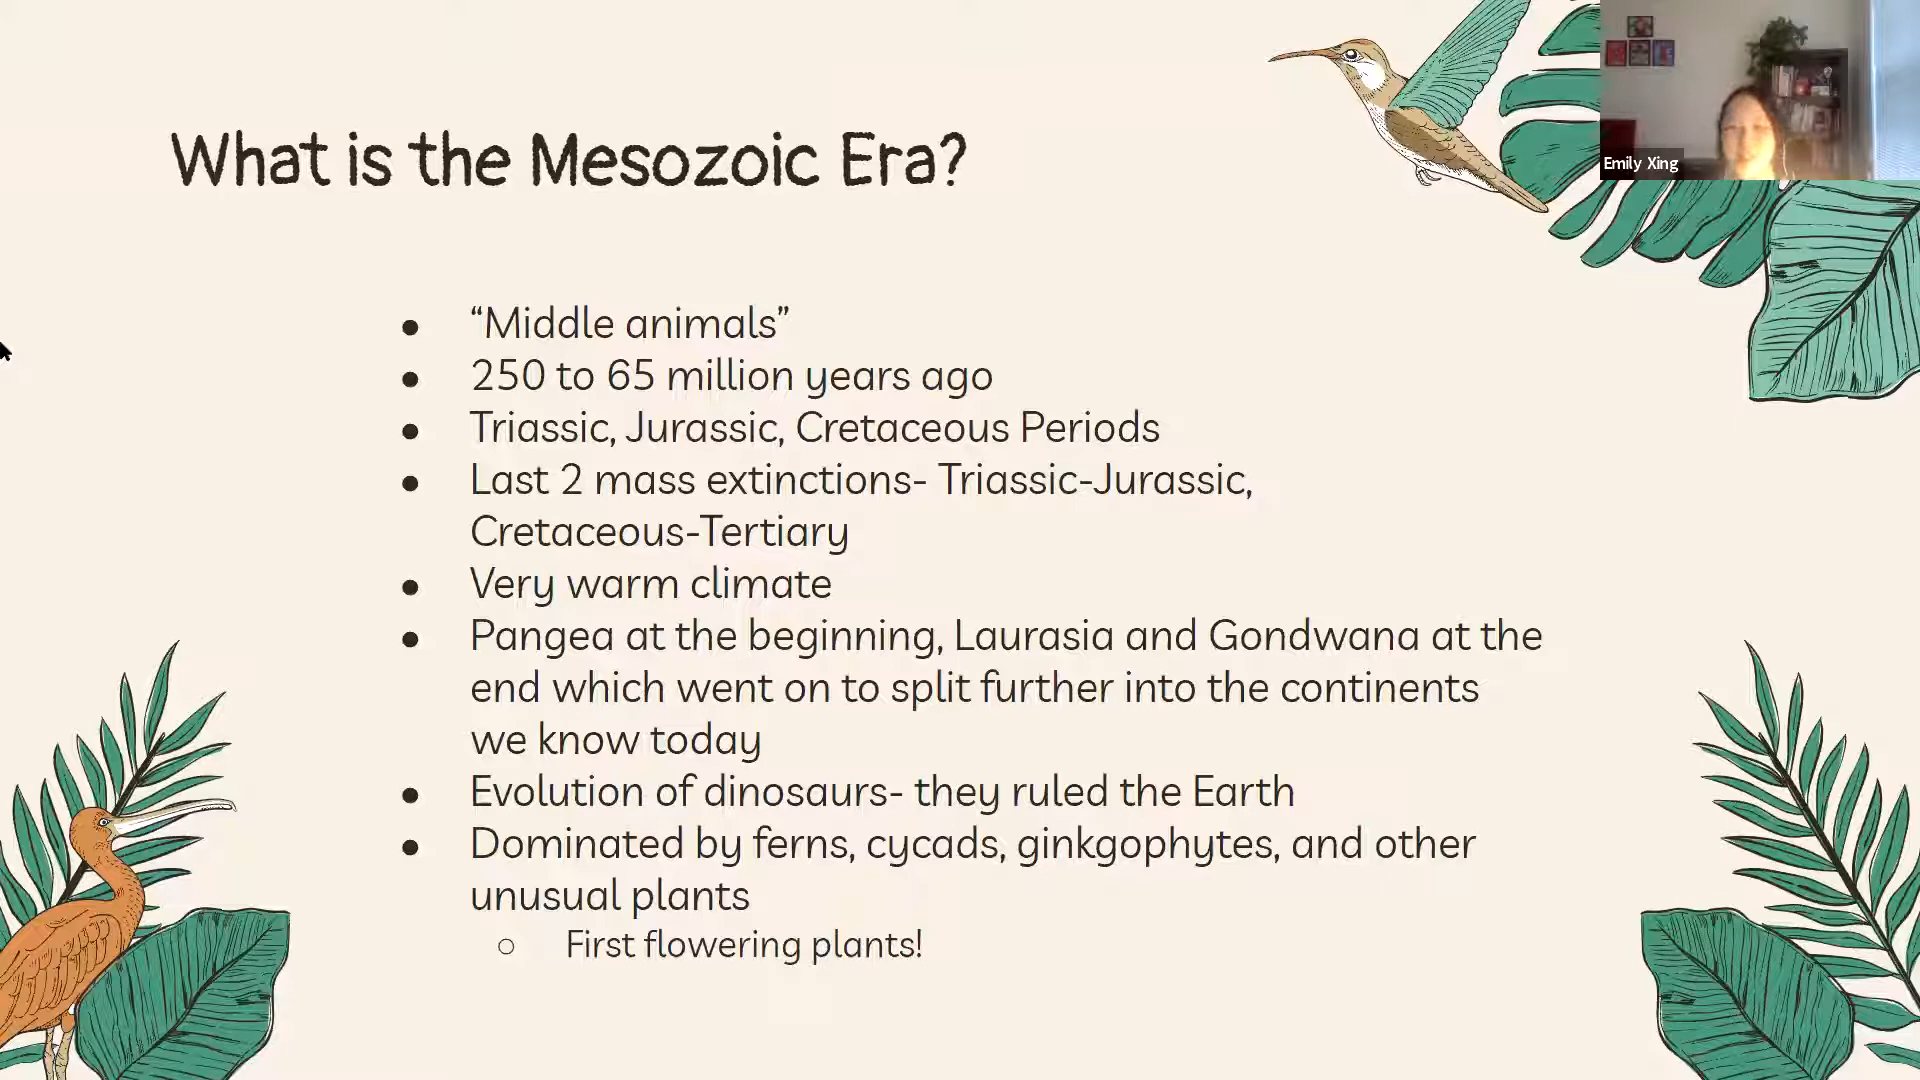 What is the Mesozoic Era?
Emily Xing
● “Middle animals”
● 250 to 65 million years ago
● Triassic, Jurassic, Cretaceous Periods
● Last 2 mass extinctions- Triassic-Jurassic,
Cretaceous-Tertiary
● Very warm climate
● Pangea at the beginning, Laurasia and Gondwana at the
end which went on to split further into the continents
we know today
● Evolution of dinosaurs- they ruled the Earth
● Dominated by ferns, cycads, ginkgophytes, and other
unusual plants
○ First flowering plants!